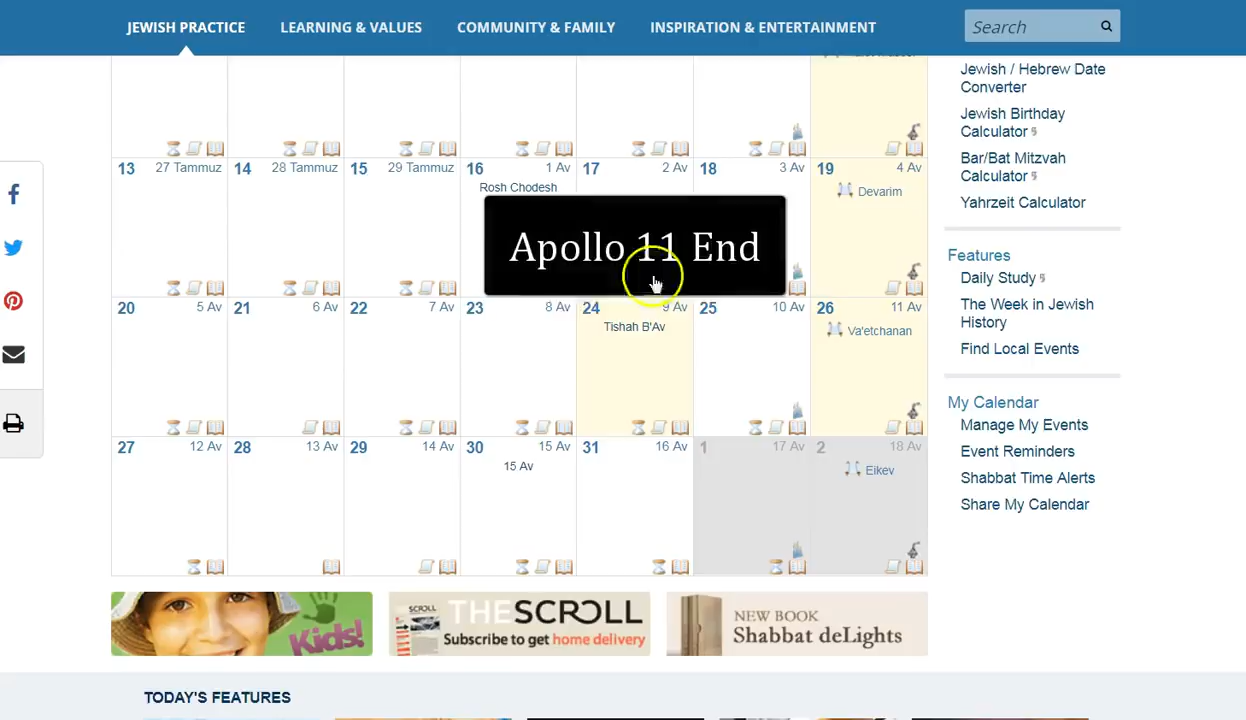 JEWISH PRACTICE LEARNING & VALUES COMMUNITY & FAMILY INSPIRATION & ENTERTAINMENT Search
13 27 Tammuz 14 28 Tammuz 15 29 Tammuz 16 1 Av 17 2 Av 18 3 Av 19 4 Av
Rosh Chodesh Devarim
Apollo 11 End
20 5 Av 21 6 Av 22 7 Av 23 8 Av 24 9 Av 25 10 Av 26 11 Av
Tishah B'Av Va'etchanan
27 12 Av 28 13 Av 29 14 Av 30 15 Av 31 16 Av 1 17 Av 2 18 Av
15 Av Eikev
Jewish / Hebrew Date
Converter
Jewish Birthday
Calculator
Bar/Bat Mitzvah
Calculator
Yahrzeit Calculator
Features
Daily Study
The Week in Jewish
History
Find Local Events
My Calendar
Manage My Events
Event Reminders
Shabbat Time Alerts
Share My Calendar
Kids!
SCROLL
THESCROLL
Subscribe to get home delivery
NEW BOOK
Shabbat deLights
TODAY'S FEATURES